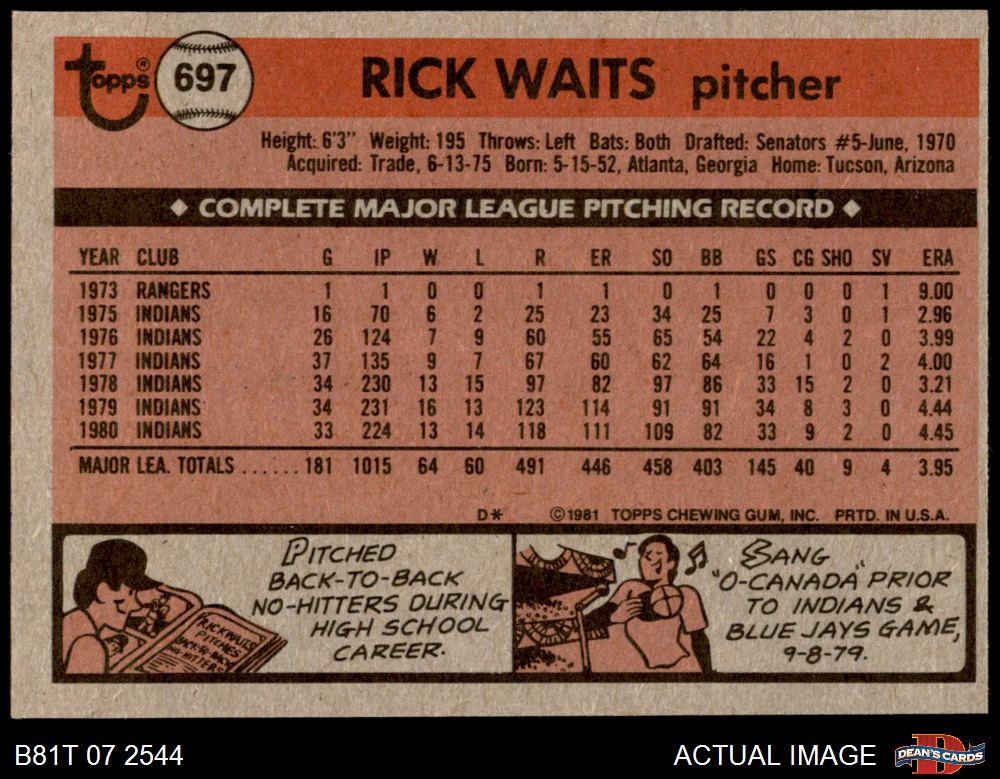 topps®
697
RICK WAITS pitcher
Height: 6'3" Weight: 195 Throws: Left Bats: Both Drafted: Senators #5-June, 1970
Acquired: Trade, 6-13-75 Born: 5-15-52, Atlanta, Georgia Home: Tucson, Arizona
◆ COMPLETE MAJOR LEAGUE PITCHING RECORD ◆
YEAR CLUB G IP W L R ER SO BB GS CG SHO SV ERA
1973 RANGERS 1 1 0 0 1 1 0 1 0 0 0 1 9.00
1975 INDIANS 16 70 6 2 25 23 34 25 7 3 0 1 2.96
1976 INDIANS 26 124 7 9 60 55 65 54 22 4 2 0 3.99
1977 INDIANS 37 135 9 7 67 60 62 64 16 1 0 2 4.00
1978 INDIANS 34 230 13 15 97 82 97 86 33 15 2 0 3.21
1979 INDIANS 34 231 16 13 123 114 91 91 34 8 3 0 4.44
1980 INDIANS 33 224 13 14 118 111 109 82 33 9 2 0 4.45
MAJOR LEA. TOTALS ...... 181 1015 64 60 491 446 458 403 145 40 9 4 3.95
D* ©1981 TOPPS CHEWING GUM, INC. PRTD. IN U.S.A.
PITCHED
BACK-TO-BACK
NO-HITTERS DURING
HIGH SCHOOL
CAREER.
RICK WAITS
PITCHES
BACK-TO-BACK
NO-HITTERS
SANG
"O-CANADA" PRIOR
TO INDIANS &
BLUE JAYS GAME,
9-8-79.
B81T 07 2544
ACTUAL IMAGE
DEAN'S CARDS